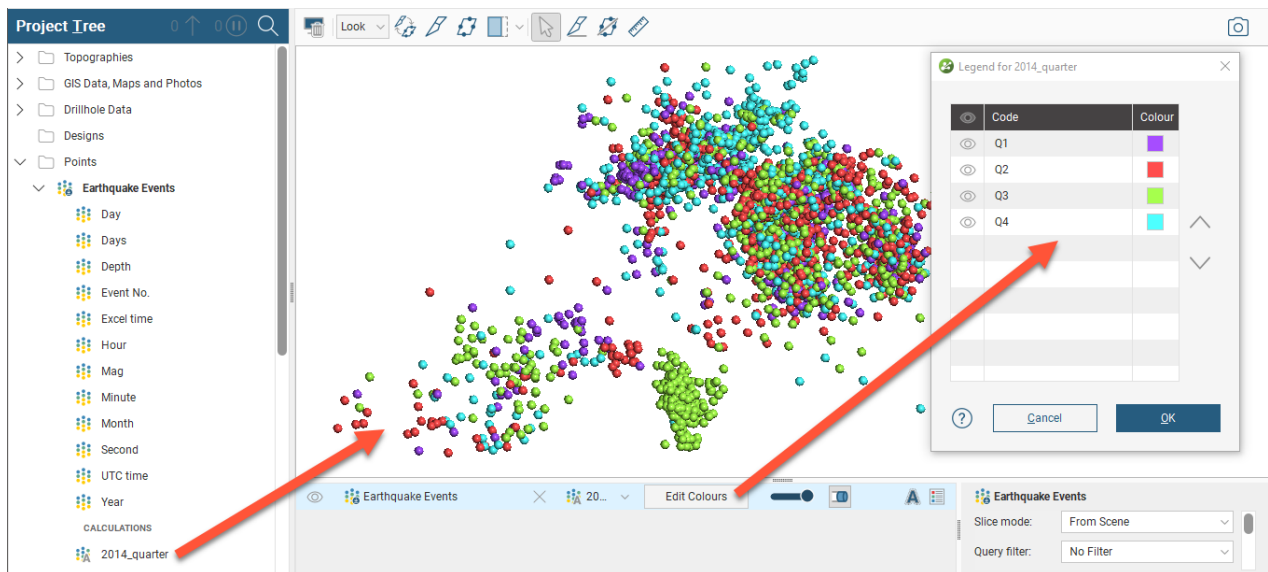 Project Tree
0
0
Look
Topographies
GIS Data, Maps and Photos
Drillhole Data
Designs
Points
Earthquake Events
Day
Days
Depth
Event No.
Excel time
Hour
Mag
Minute
Month
Second
UTC time
Year
CALCULATIONS
2014_quarter
Legend for 2014_quarter
Code Colour
Q1
Q2
Q3
Q4
?
Cancel
OK
Earthquake Events
20...
Edit Colours
A
Earthquake Events
Slice mode: From Scene
Query filter: No Filter